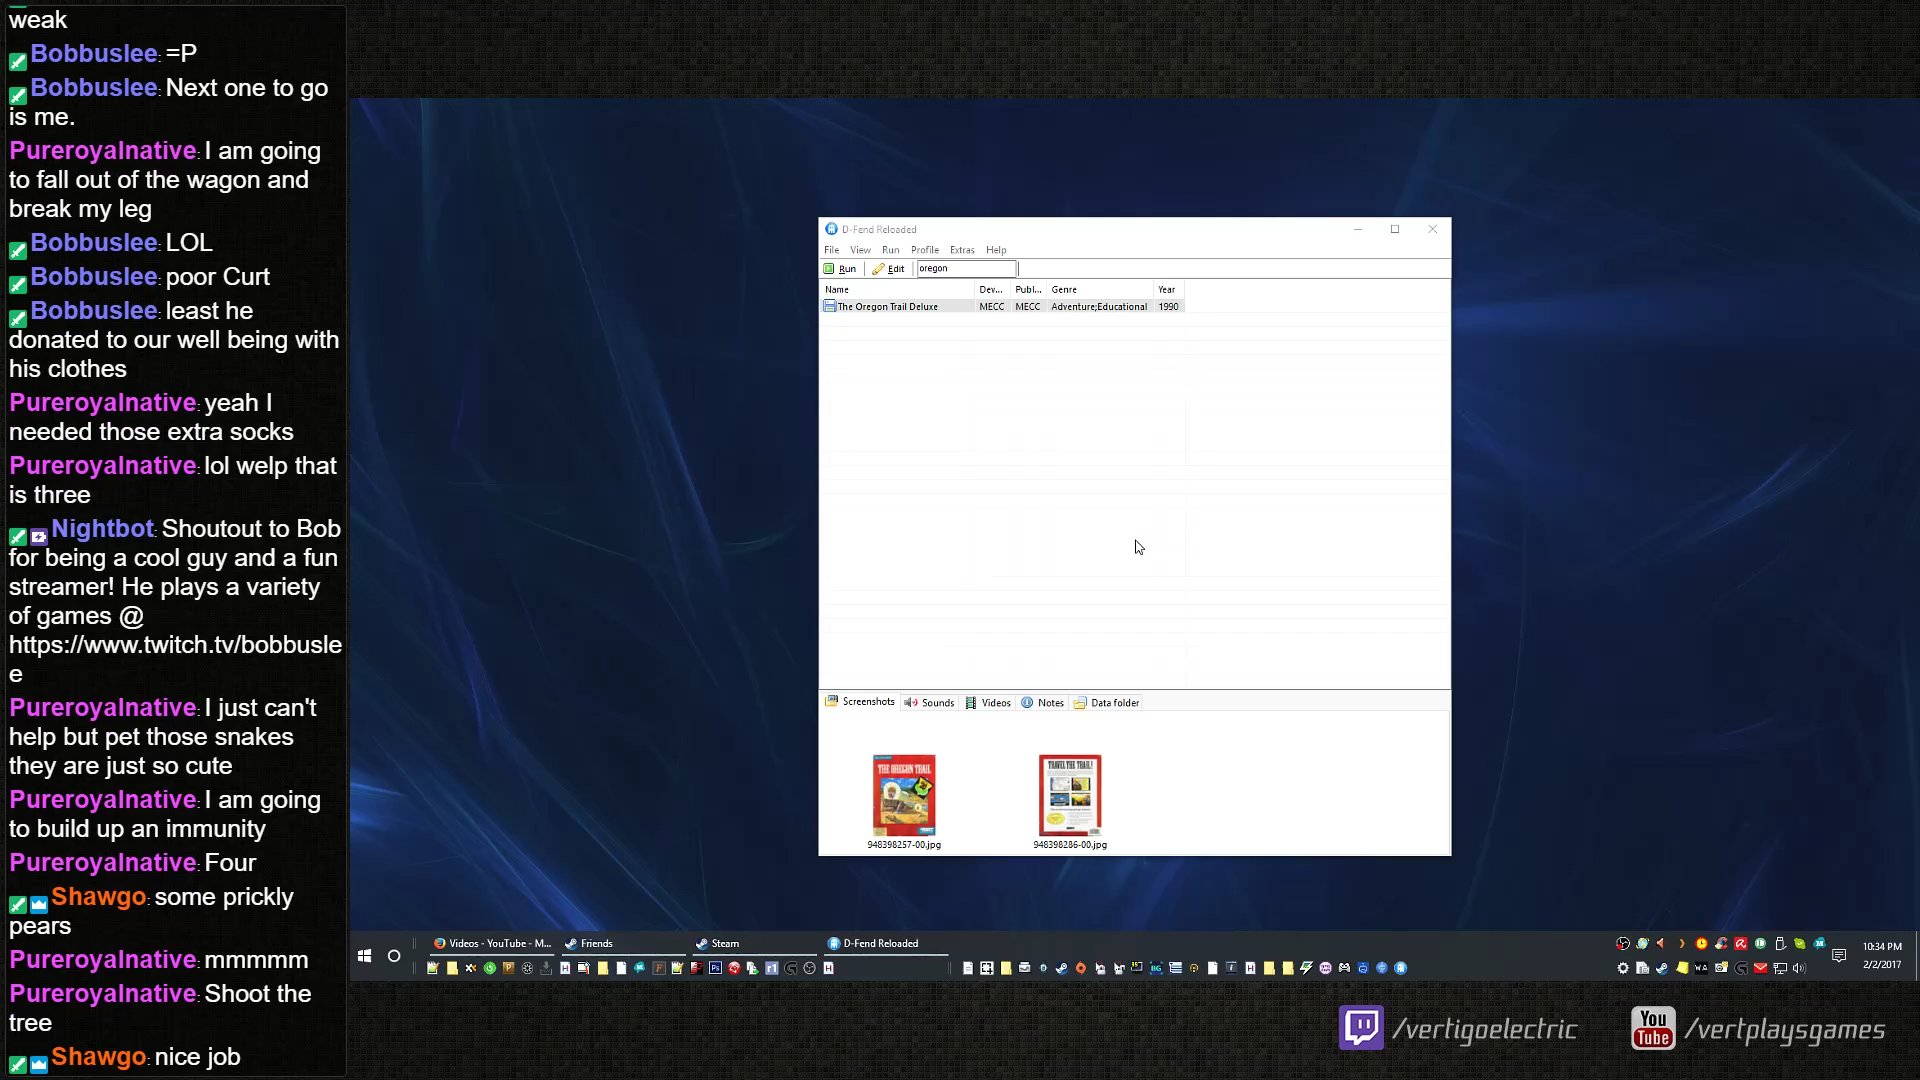 weak
Bobbuslee: =P
Bobbuslee: Next one to go
is me.
Pureroyalnative: I am going
to fall out of the wagon and
break my leg
Bobbuslee: LOL
Bobbuslee: poor Curt
Bobbuslee: least he
donated to our well being with
his clothes
Pureroyalnative: yeah I
needed those extra socks
Pureroyalnative: lol welp that
is three
Nightbot: Shoutout to Bob
for being a cool guy and a fun
streamer! He plays a variety
of games @
https://www.twitch.tv/bobbusle
e
Pureroyalnative: I just can't
help but pet those snakes
they are just so cute
Pureroyalnative: I am going
to build up an immunity
Pureroyalnative: Four
Shawgo: some prickly
pears
Pureroyalnative: mmmmm
Pureroyalnative: Shoot the
tree
Shawgo: nice job
D-Fend Reloaded
File View Run Profile Extras Help
Run Edit oregon
Name Dev... Publ... Genre Year
The Oregon Trail Deluxe MECC MECC Adventure;Educational 1990
Screenshots Sounds Videos Notes Data folder
THE OREGON TRAIL
TRAVEL THE TRAIL!
948398257-00.jpg 948398286-00.jpg
Videos - YouTube - M... Friends Steam D-Fend Reloaded
10:34 PM
2/2/2017
/vertigoelectric
You Tube /vertplaysgames